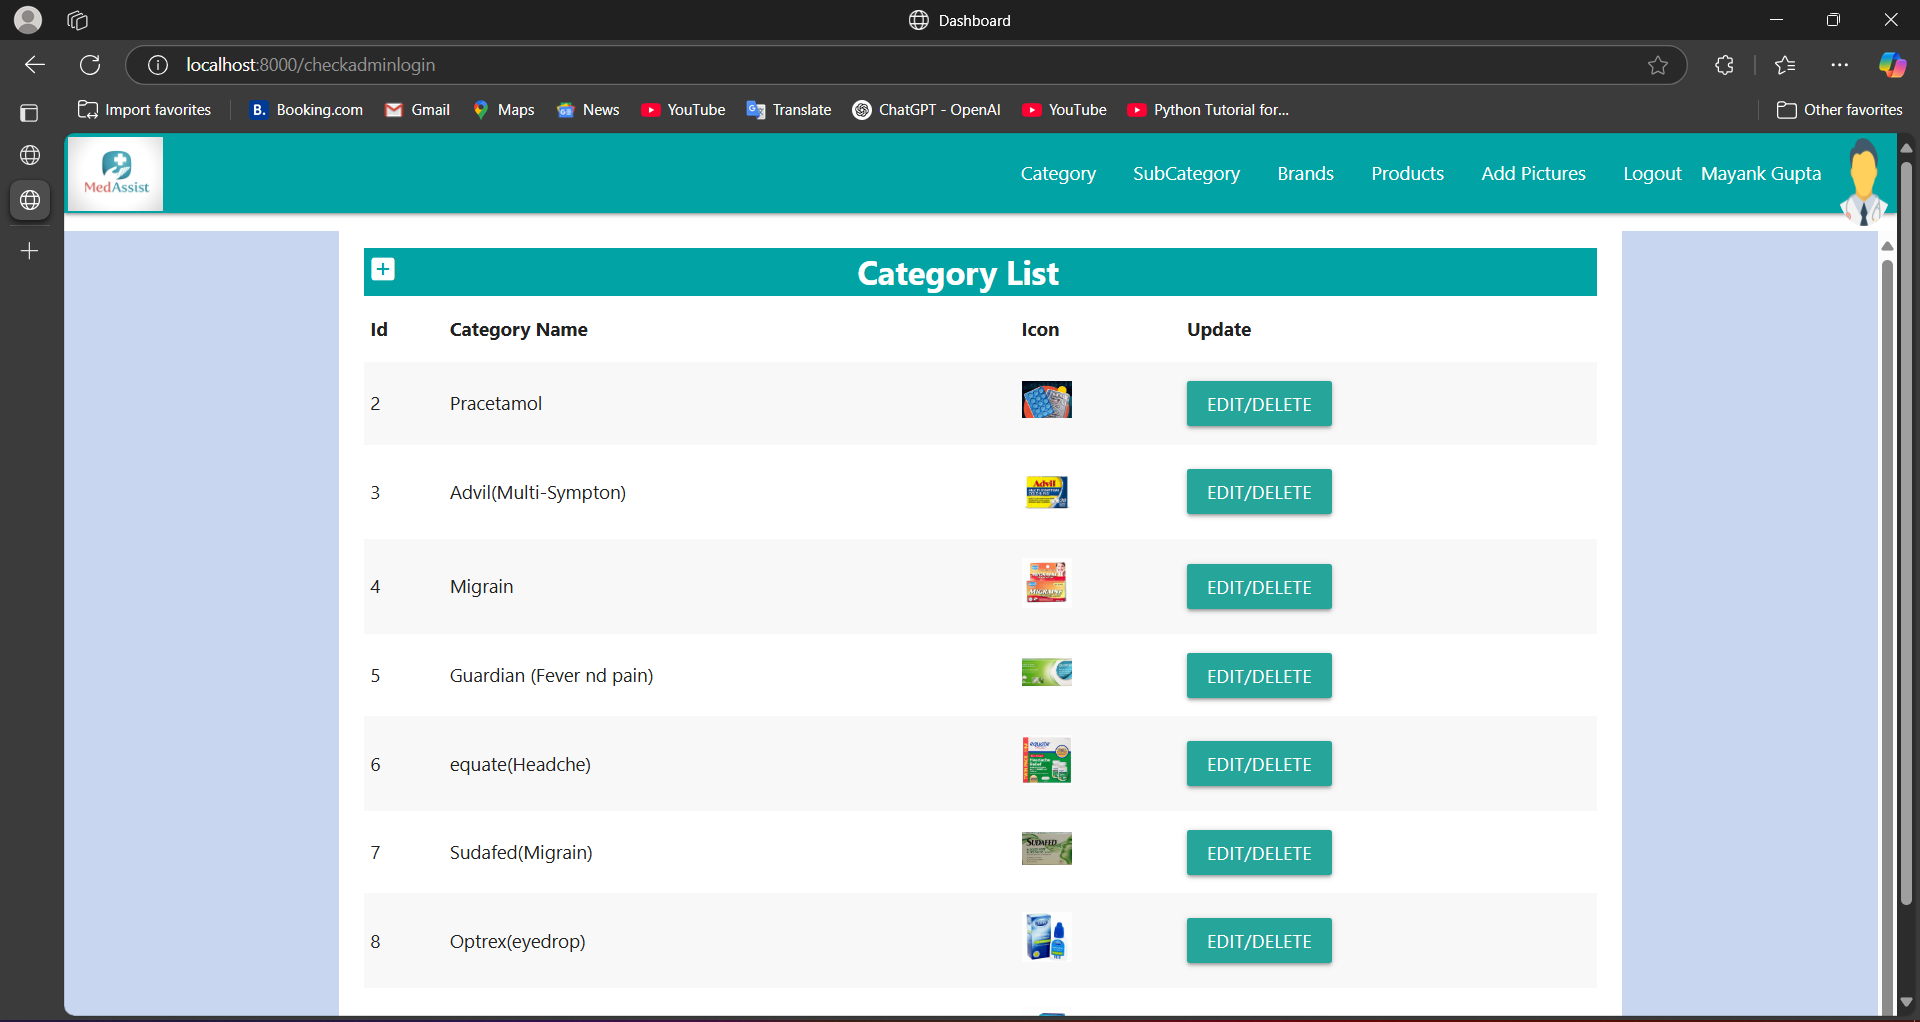 Dashboard
localhost:8000/checkadminlogin
Import favorites
B. Booking.com
Gmail
Maps
News
YouTube
Translate
ChatGPT - OpenAI
YouTube
Python Tutorial for...
Other favorites
MedAssist
Category
SubCategory
Brands
Products
Add Pictures
Logout
Mayank Gupta
Category List
Id Category Name Icon Update
2 Pracetamol EDIT/DELETE
3 Advil(Multi-Sympton) Advil EDIT/DELETE
4 Migrain MIGRAINE EDIT/DELETE
5 Guardian (Fever nd pain) EDIT/DELETE
6 equate(Headche) equate Headache Relief EDIT/DELETE
7 Sudafed(Migrain) SUDAFED EDIT/DELETE
8 Optrex(eyedrop) EDIT/DELETE